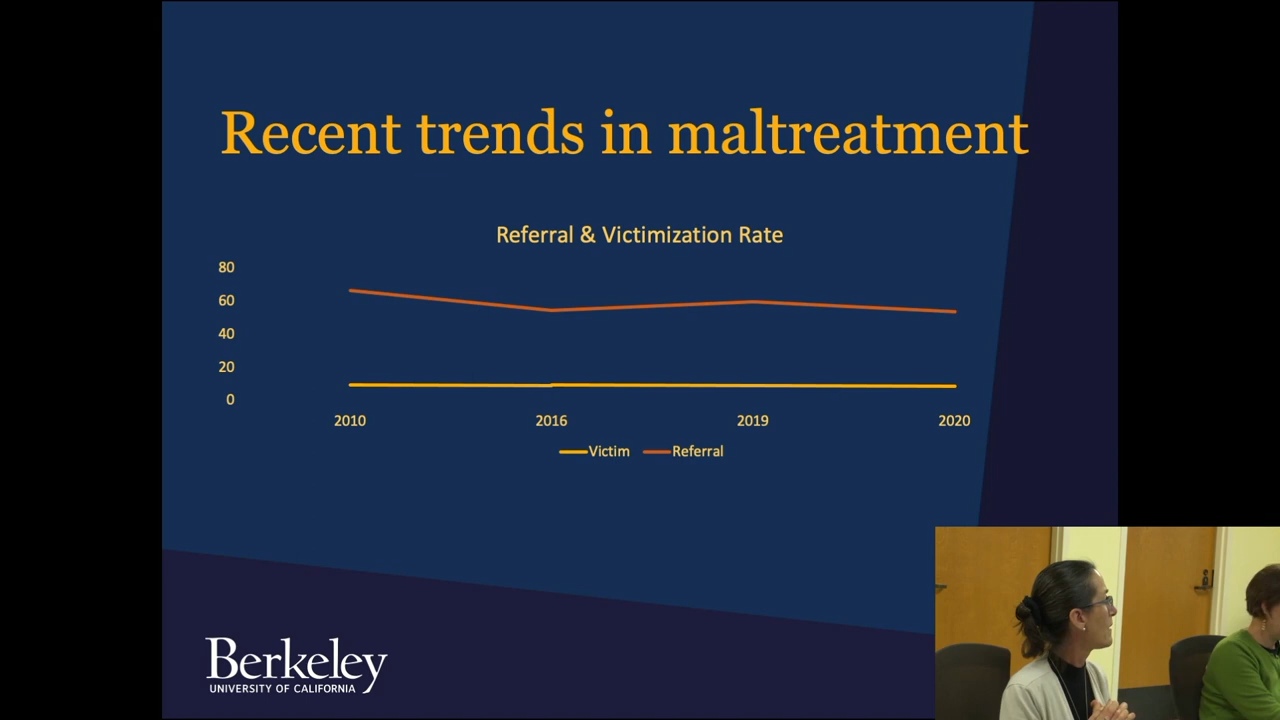 Recent trends in maltreatment
Referral & Victimization Rate
80
60
40
20
0
2010 2016 2019 2020
Victim Referral
Berkeley
UNIVERSITY OF CALIFORNIA